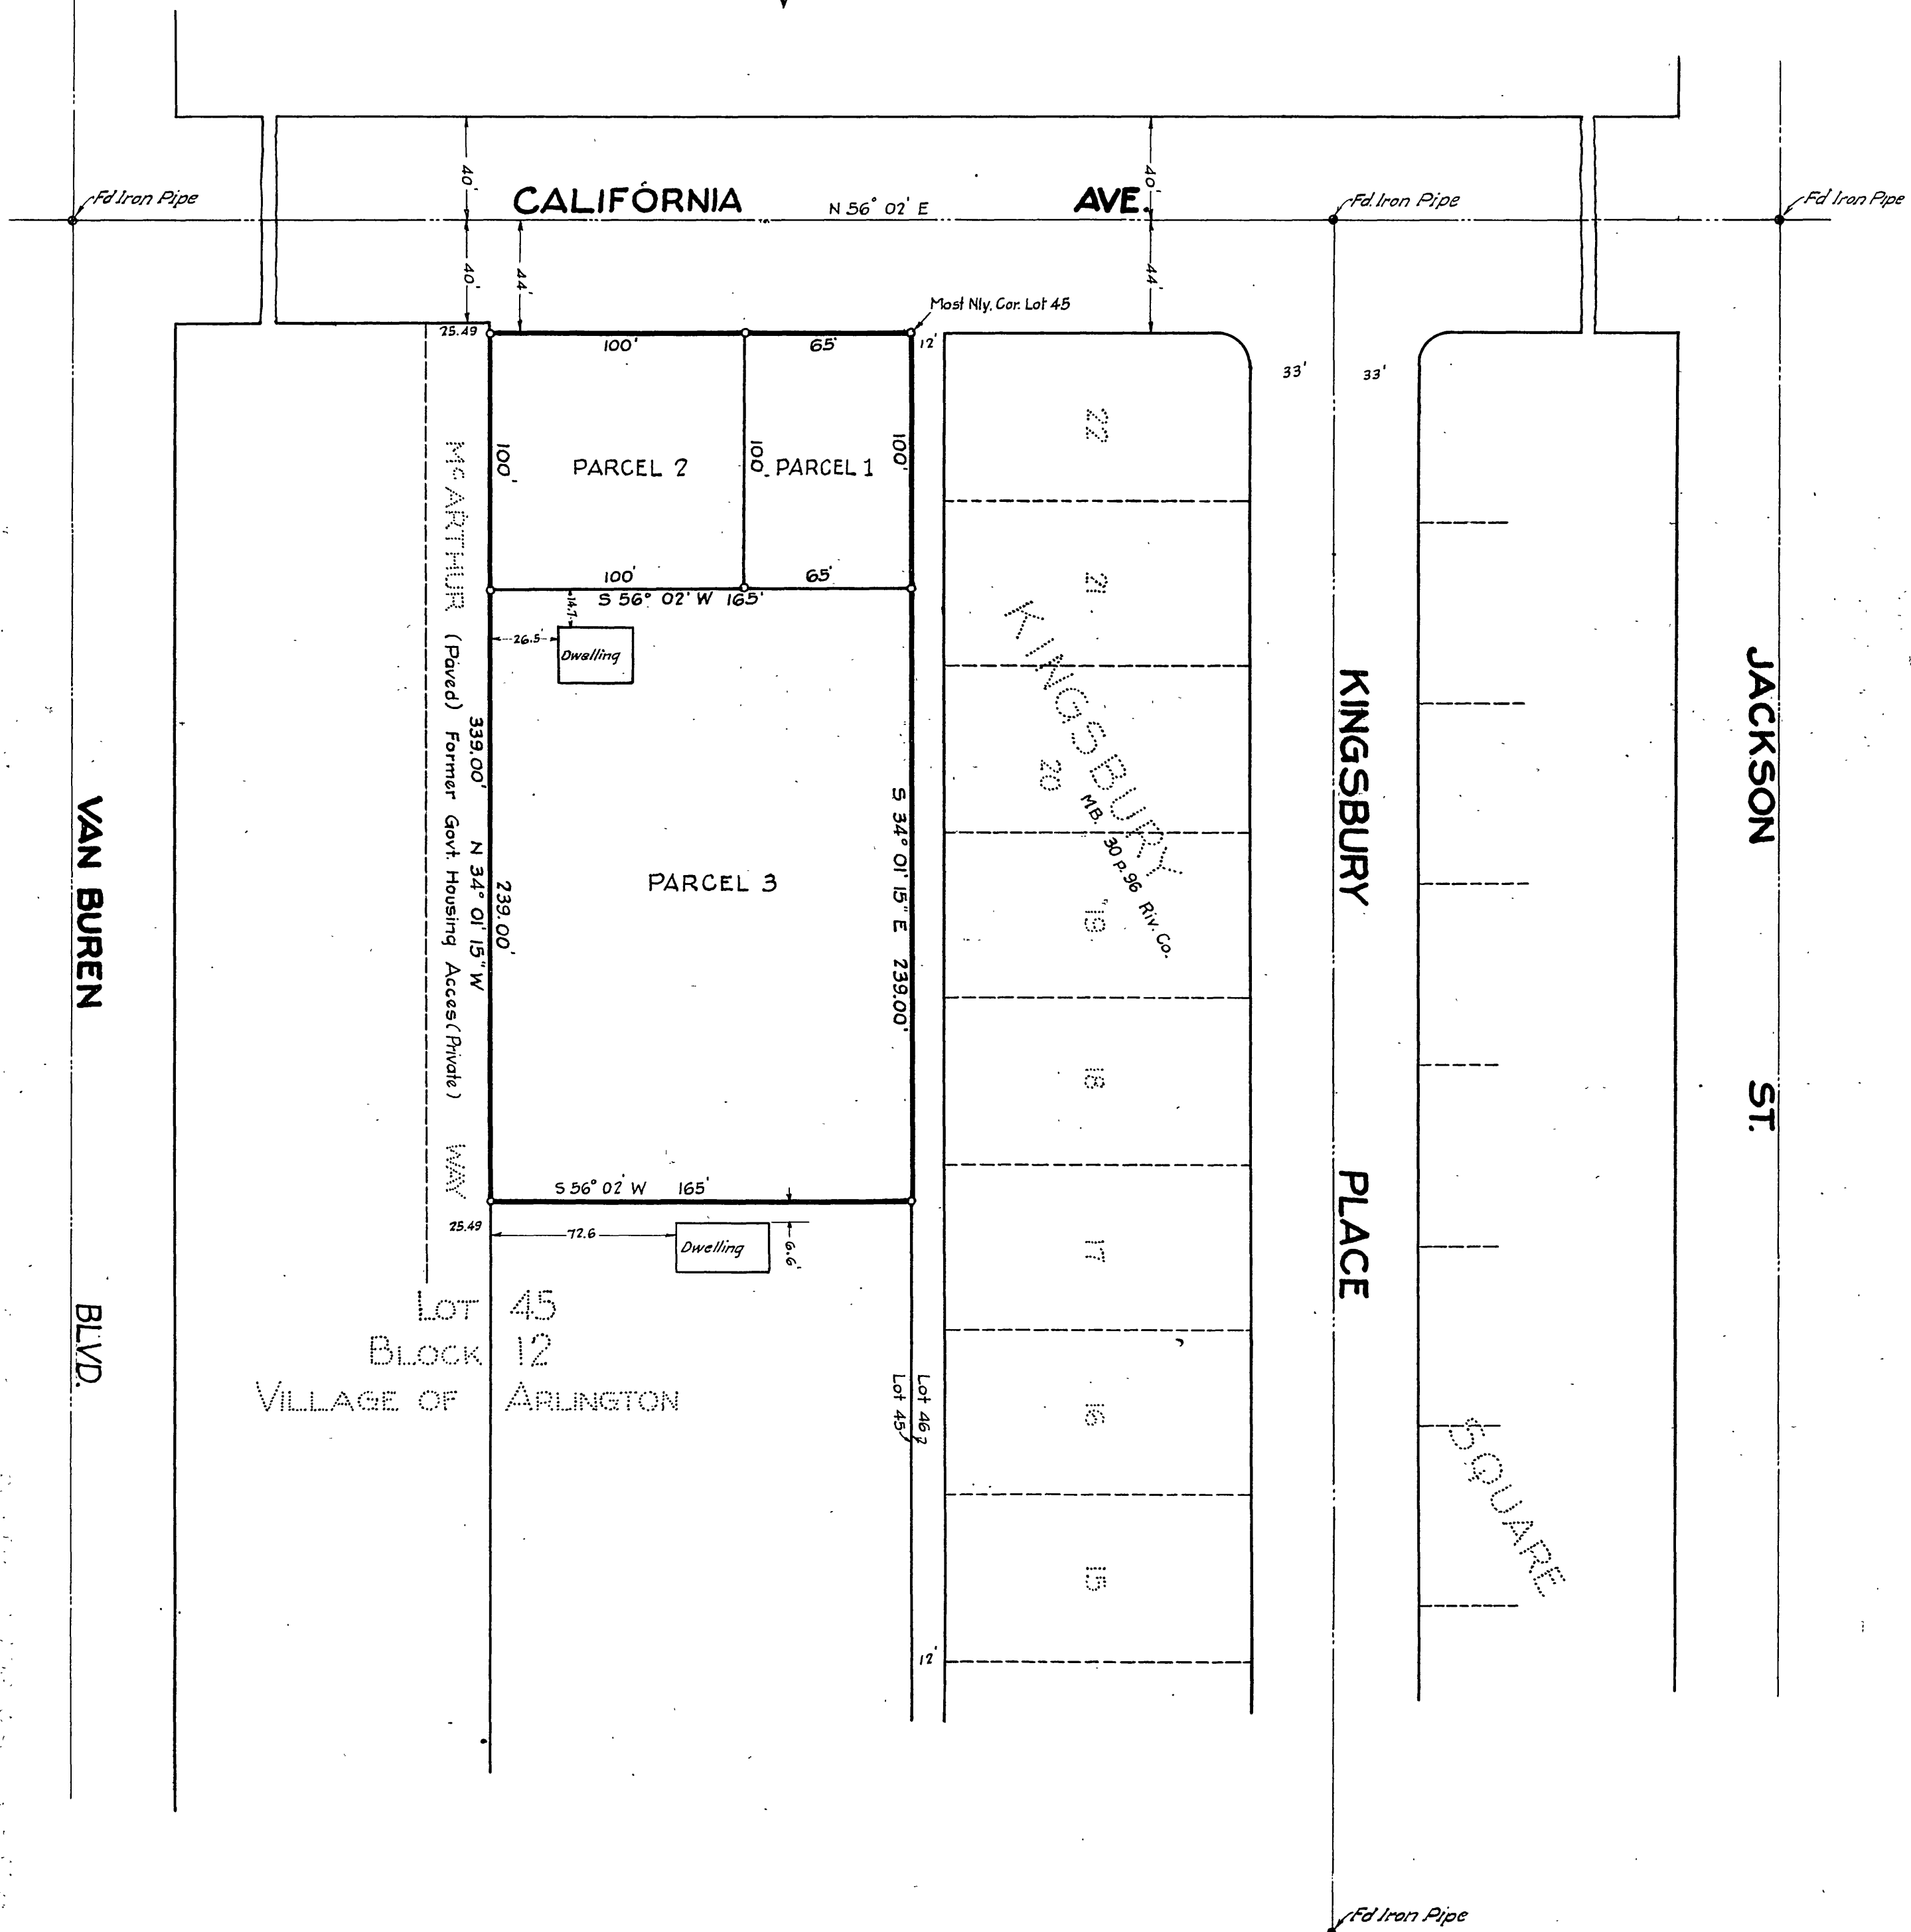 40'
40'
Fd Iron Pipe
CALIFORNIA AVE.
N 56° 02' E
Fd. Iron Pipe
Fd Iron Pipe
40'
44'
44'
Most Nly. Cor. Lot 45
25.49
100'
65'
12'
33'
33'
100'
PARCEL 2
100'
PARCEL 1
100'
22
100'
65'
S 56° 02' W 165'
14.7
26.5'
Dwelling
21
McARTHUR (Paved) Former Govt. Housing Acces (Private) WAY
339.00' N 34° 01' 15" W
239.00'
PARCEL 3
S 34° 01' 15" E 239.00'
KINGSBURY
M.B. 30 P. 96 Riv. Co.
20
19
18
17
16
15
KINGSBURY PLACE
JACKSON ST.
VAN BUREN BLVD.
S 56° 02' W 165'
25.49
72.6
Dwelling
6.6'
LOT 45
BLOCK 12
VILLAGE OF ARLINGTON
Lot 46
Lot 45
SQUARE
12'
Fd Iron Pipe